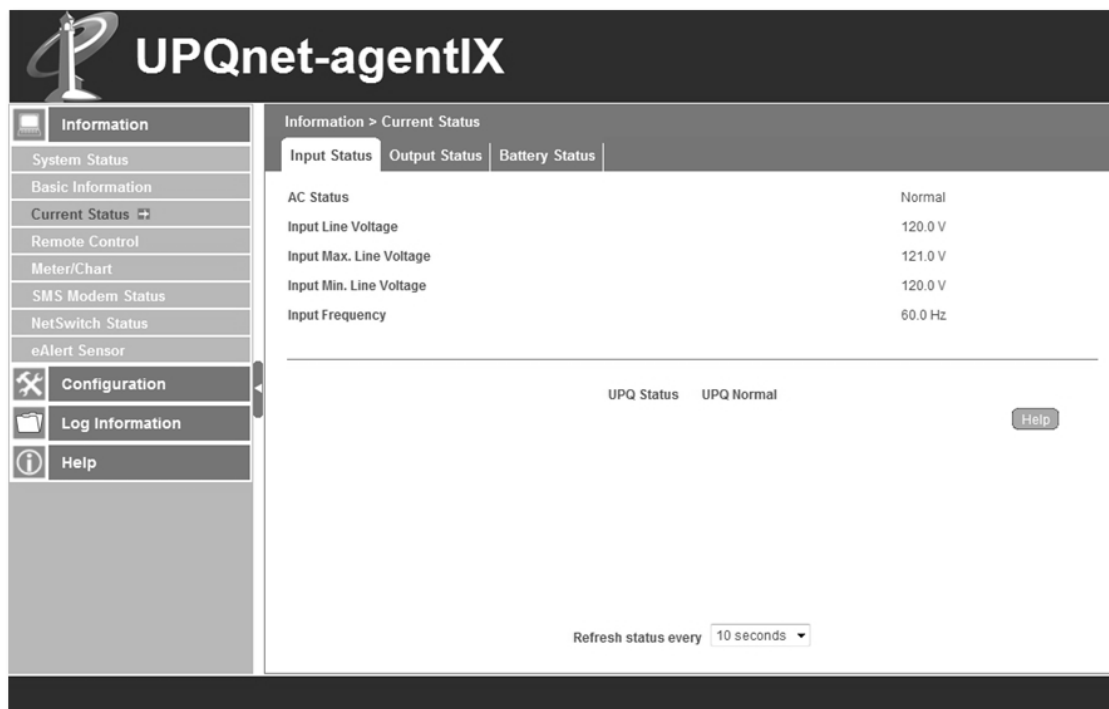 UPQnet-agentIX
Information
System Status
Basic Information
Current Status
Remote Control
Meter/Chart
SMS Modem Status
NetSwitch Status
eAlert Sensor
Configuration
Log Information
Help
Information > Current Status
Input Status Output Status Battery Status
AC Status Normal
Input Line Voltage 120.0 V
Input Max. Line Voltage 121.0 V
Input Min. Line Voltage 120.0 V
Input Frequency 60.0 Hz
UPQ Status UPQ Normal
Help
Refresh status every 10 seconds